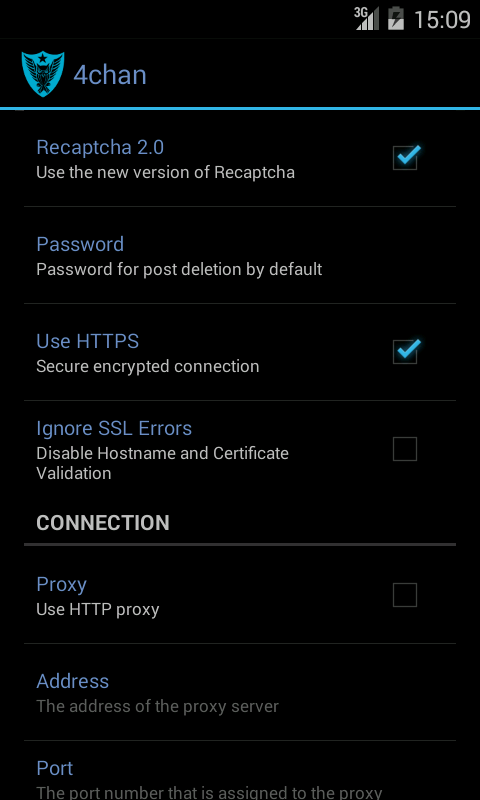 3G
15:09
4chan
Recaptcha 2.0
Use the new version of Recaptcha
Password
Password for post deletion by default
Use HTTPS
Secure encrypted connection
Ignore SSL Errors
Disable Hostname and Certificate
Validation
CONNECTION
Proxy
Use HTTP proxy
Address
The address of the proxy server
Port
The port number that is assigned to the proxy